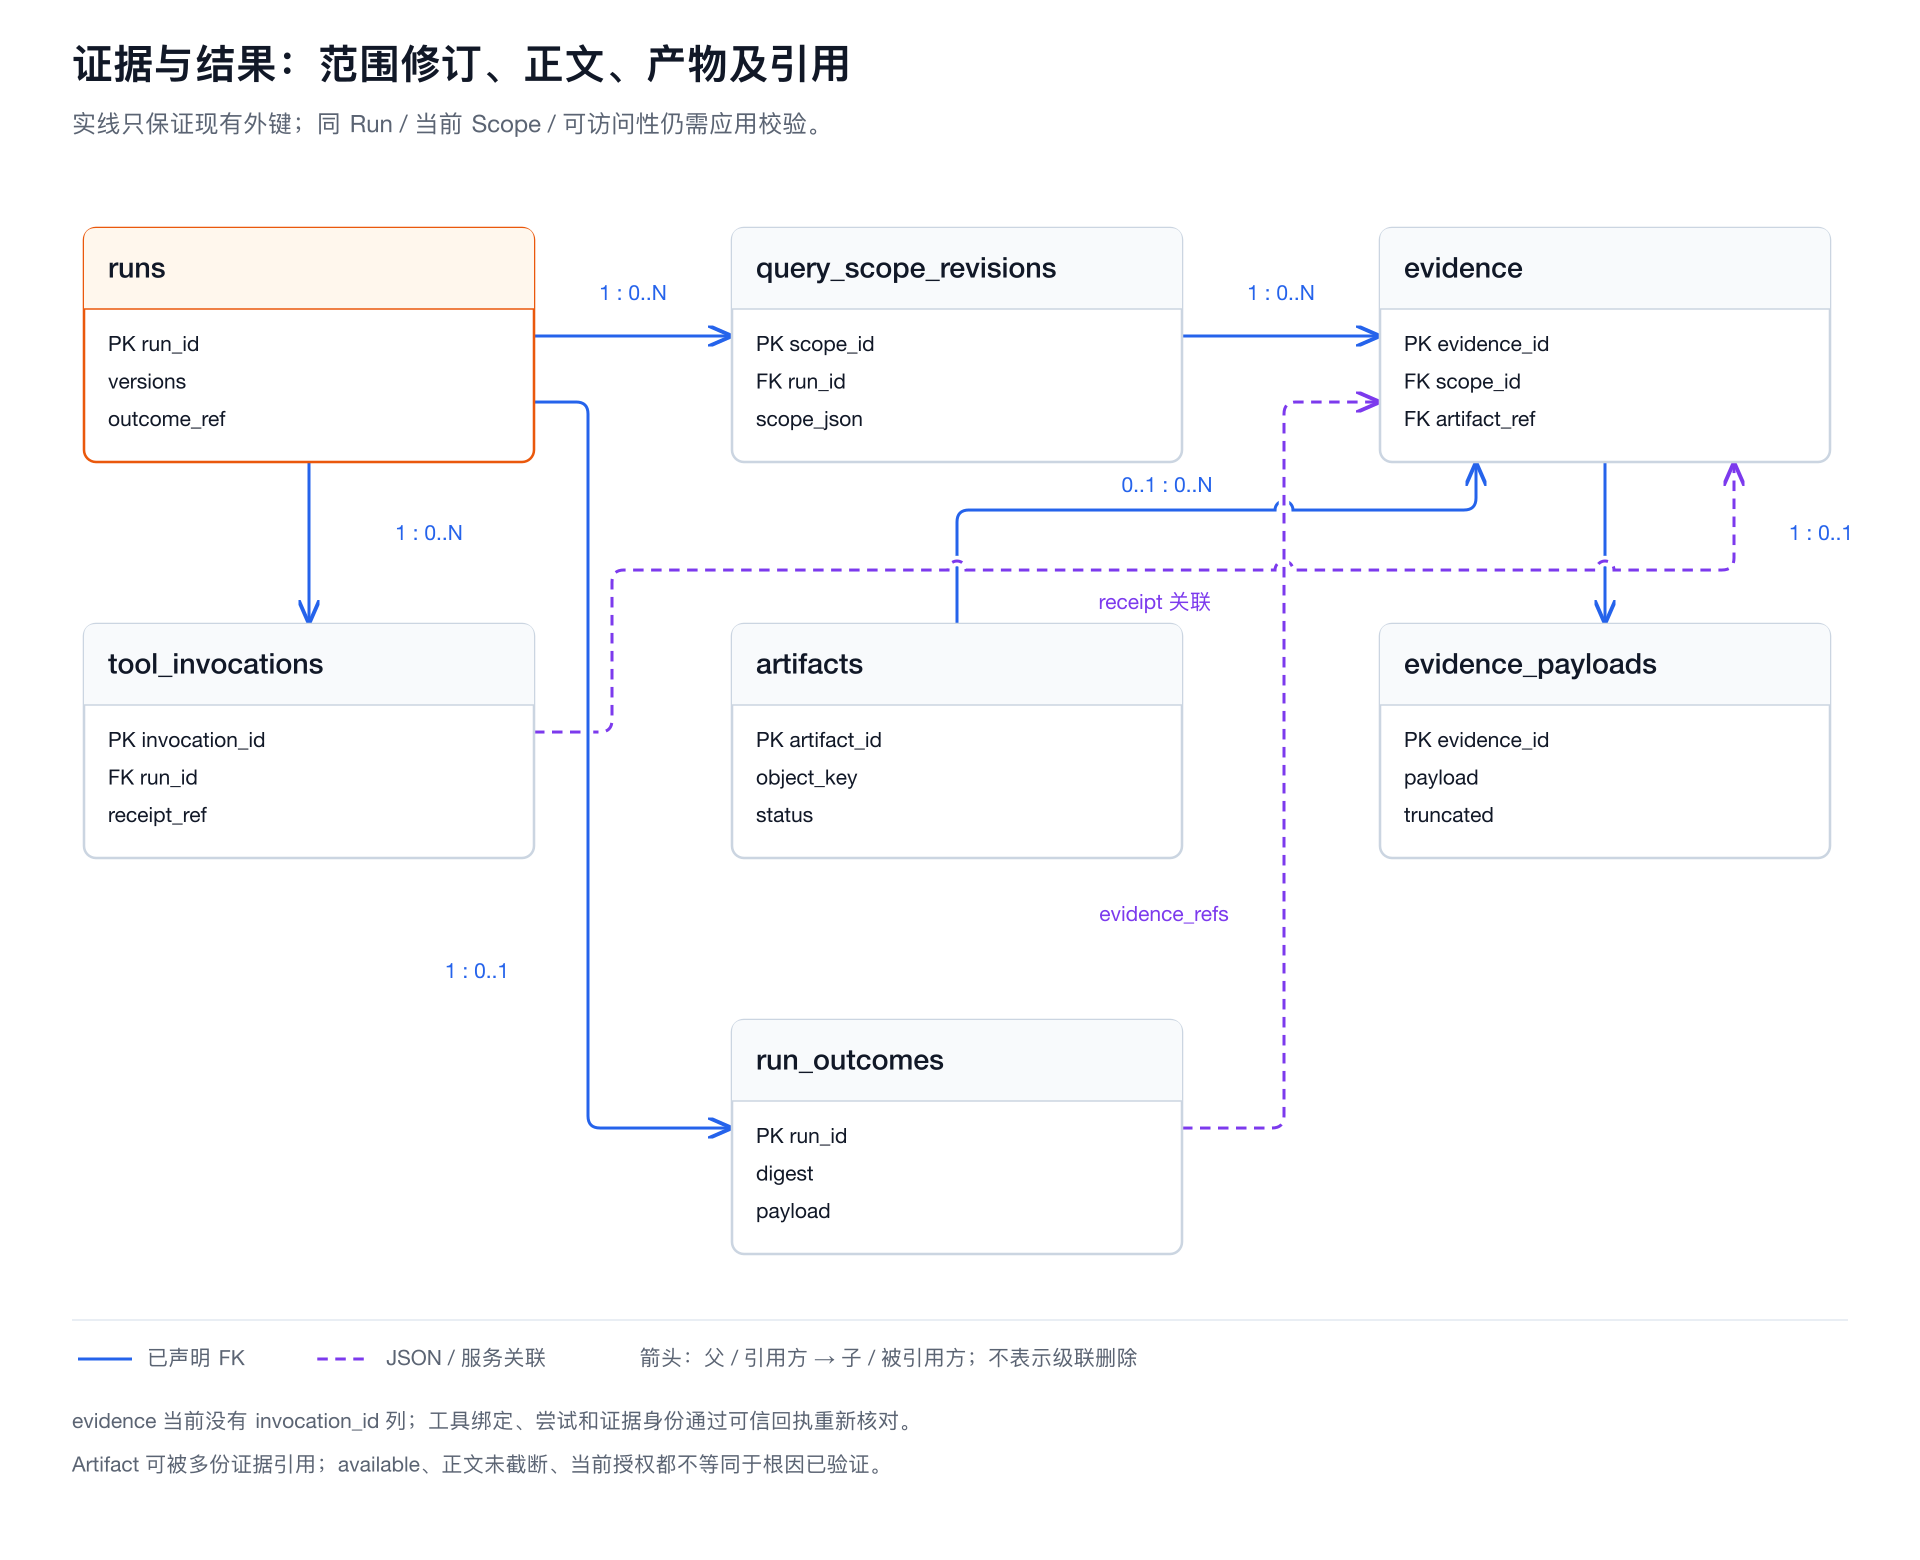 证据与结果：范围修订、正文、产物及引用
实线只保证现有外键；同 Run / 当前 Scope / 可访问性仍需应用校验。
runs
PK run_id
versions
outcome_ref
1 : 0..N
query_scope_revisions
PK scope_id
FK run_id
scope_json
1 : 0..N
evidence
PK evidence_id
FK scope_id
FK artifact_ref
0..1 : 0..N
1 : 0..N
1 : 0..1
receipt 关联
tool_invocations
PK invocation_id
FK run_id
receipt_ref
artifacts
PK artifact_id
object_key
status
evidence_payloads
PK evidence_id
payload
truncated
evidence_refs
1 : 0..1
run_outcomes
PK run_id
digest
payload
已声明 FK
JSON / 服务关联
箭头：父 / 引用方 → 子 / 被引用方；不表示级联删除
evidence 当前没有 invocation_id 列；工具绑定、尝试和证据身份通过可信回执重新核对。
Artifact 可被多份证据引用；available、正文未截断、当前授权都不等同于根因已验证。